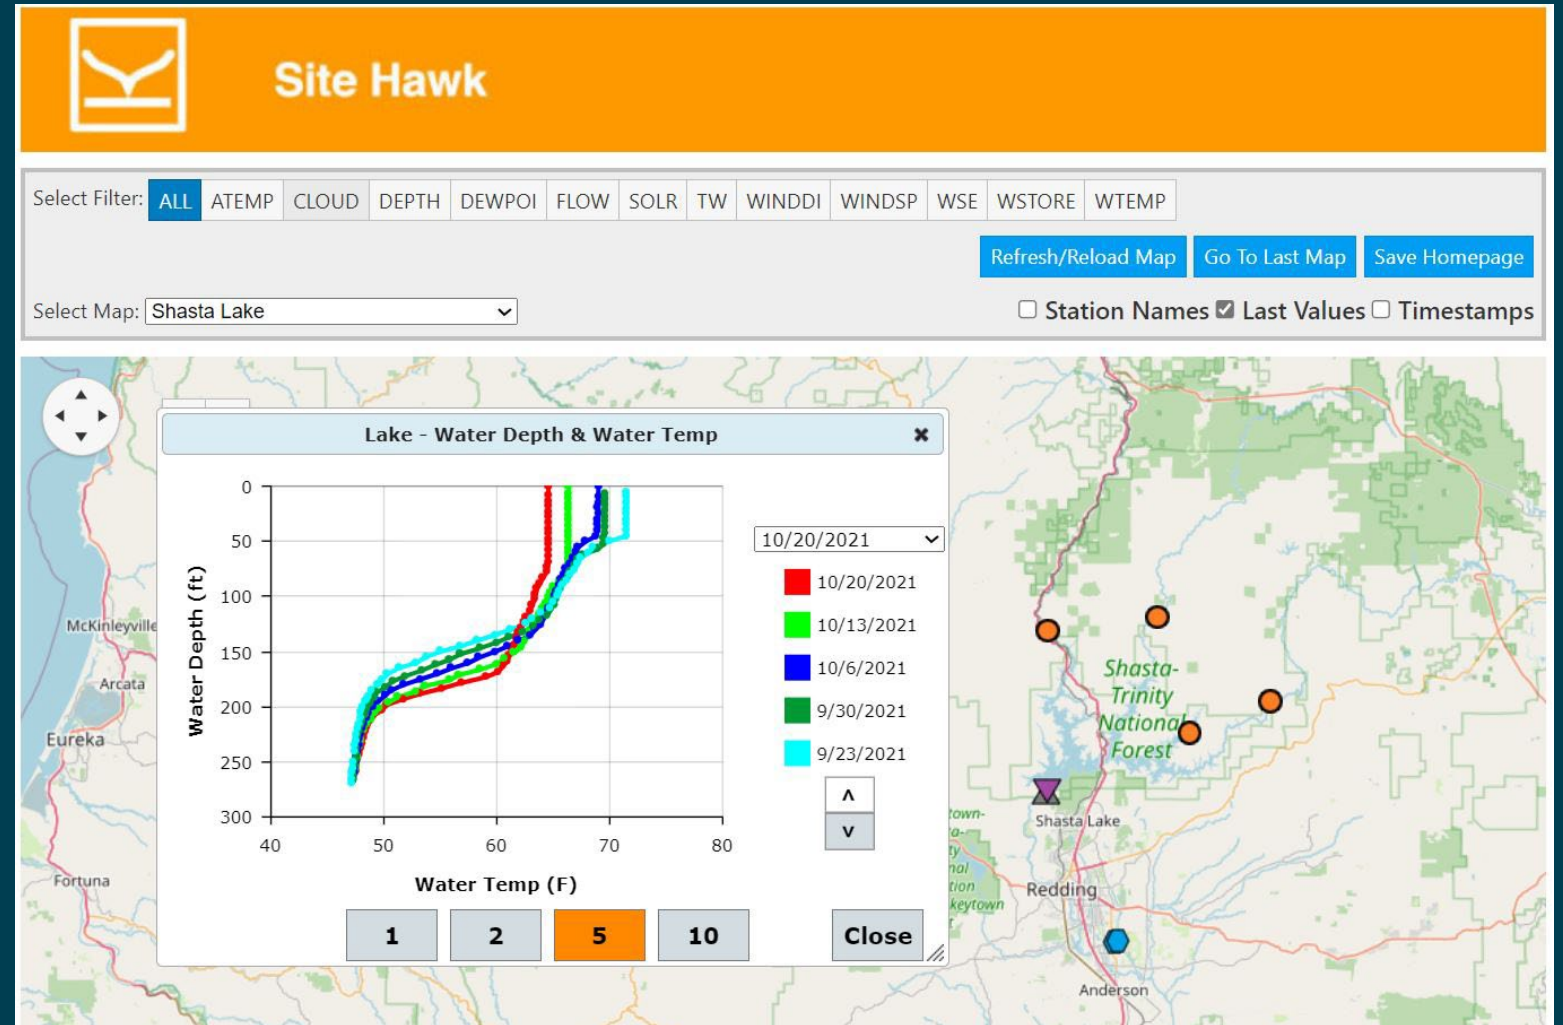 Site Hawk
Select Filter: ALL ATEMP CLOUD DEPTH DEWPOI FLOW SOLR TW WINDDI WINDSP WSE WSTORE WTEMP
Refresh/Reload Map Go To Last Map Save Homepage
Select Map: Shasta Lake
Station Names Last Values Timestamps
Lake - Water Depth & Water Temp
0
50
100
150
200
250
300
Water Depth (ft)
40 50 60 70 80
Water Temp (F)
10/20/2021
10/20/2021
10/13/2021
10/6/2021
9/30/2021
9/23/2021
1 2 5 10 Close
McKinleyville
Arcata
Eureka
Fortuna
Shasta-
Trinity
National
Forest
Shasta Lake
Redding
keytown
Anderson